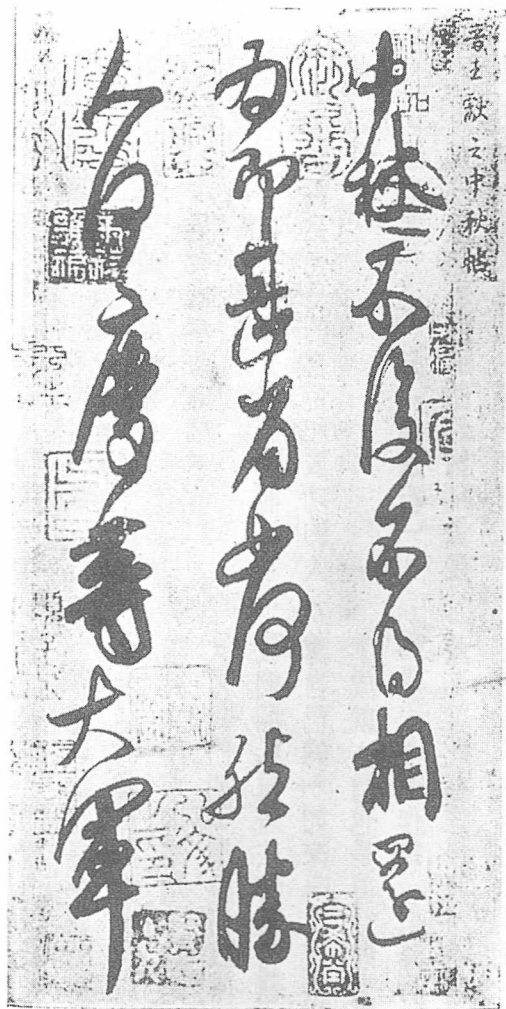 晉王獻之中秋帖
中秋不復不得相還
為即甚省如何然勝
人何慶等大軍